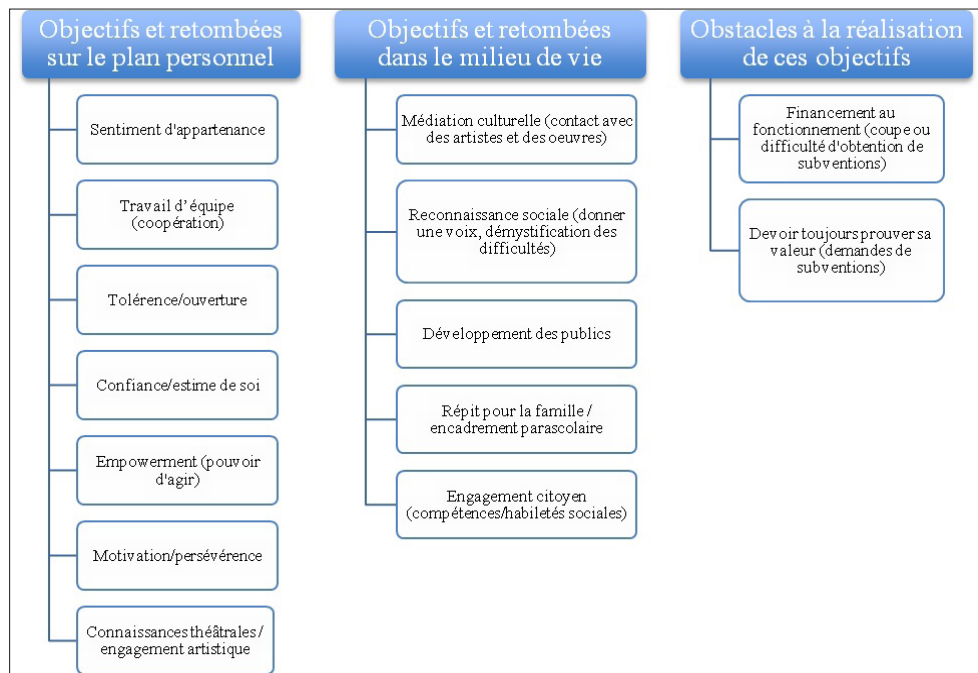 Objectifs et retombées
sur le plan personnel
Sentiment d'appartenance
Travail d’équipe
(coopération)
Tolérence/ouverture
Confiance/estime de soi
Empowerment (pouvoir
d'agir)
Motivation/persévérence
Connaissances théâtrales /
engagement artistique
Objectifs et retombées
dans le milieu de vie
Médiation culturelle (contact avec
des artistes et des oeuvres)
Reconnaissance sociale (donner
une voix, démystification des
difficultés)
Développement des publics
Répit pour la famille /
encadrement parascolaire
Engagement citoyen
(compétences/habiletés sociales)
Obstacles à la réalisation
de ces objectifs
Financement au
fonctionnement (coupe ou
difficulté d'obtention de
subventions)
Devoir toujours prouver sa
valeur (demandes de
subventions)